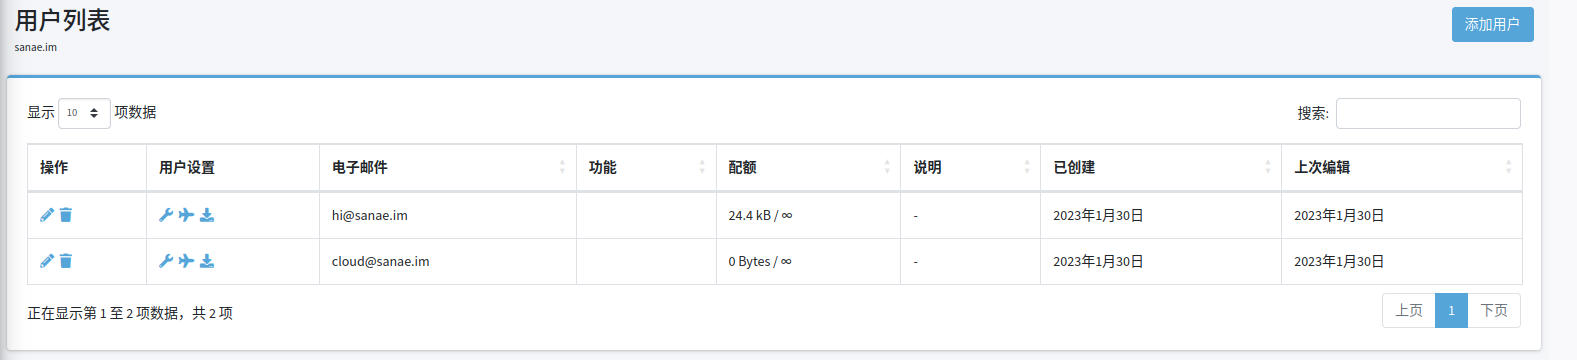 用户列表
添加用户
sanae.im
显示 10 项数据
搜索:
操作 用户设置 电子邮件 功能 配额 说明 已创建 上次编辑
hi@sanae.im 24.4 kB / ∞ - 2023年1月30日 2023年1月30日
cloud@sanae.im 0 Bytes / ∞ - 2023年1月30日 2023年1月30日
正在显示第 1 至 2 项数据，共 2 项
上页 1 下页